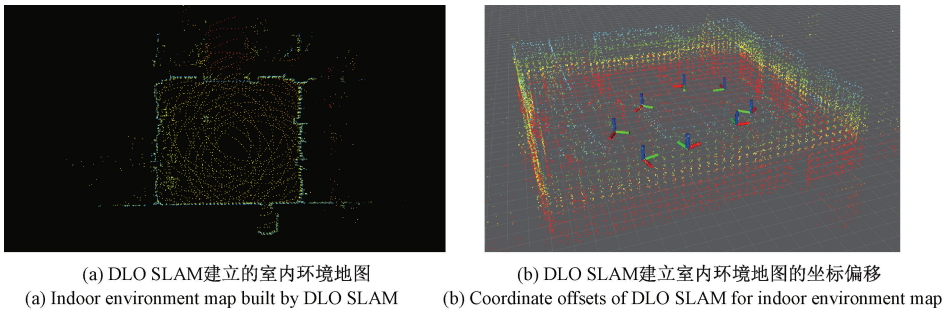 (a) DLO SLAM建立的室内环境地图
(a) Indoor environment map built by DLO SLAM
(b) DLO SLAM建立室内环境地图的坐标偏移
(b) Coordinate offsets of DLO SLAM for indoor environment map